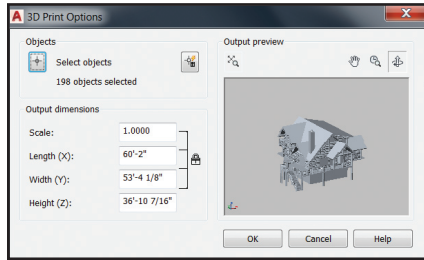 A 3D Print Options
Objects
Select objects
198 objects selected
Output dimensions
Scale: 1.0000
Length (X): 60'-2"
Width (Y): 53'-4 1/8"
Height (Z): 36'-10 7/16"
Output preview
OK Cancel Help